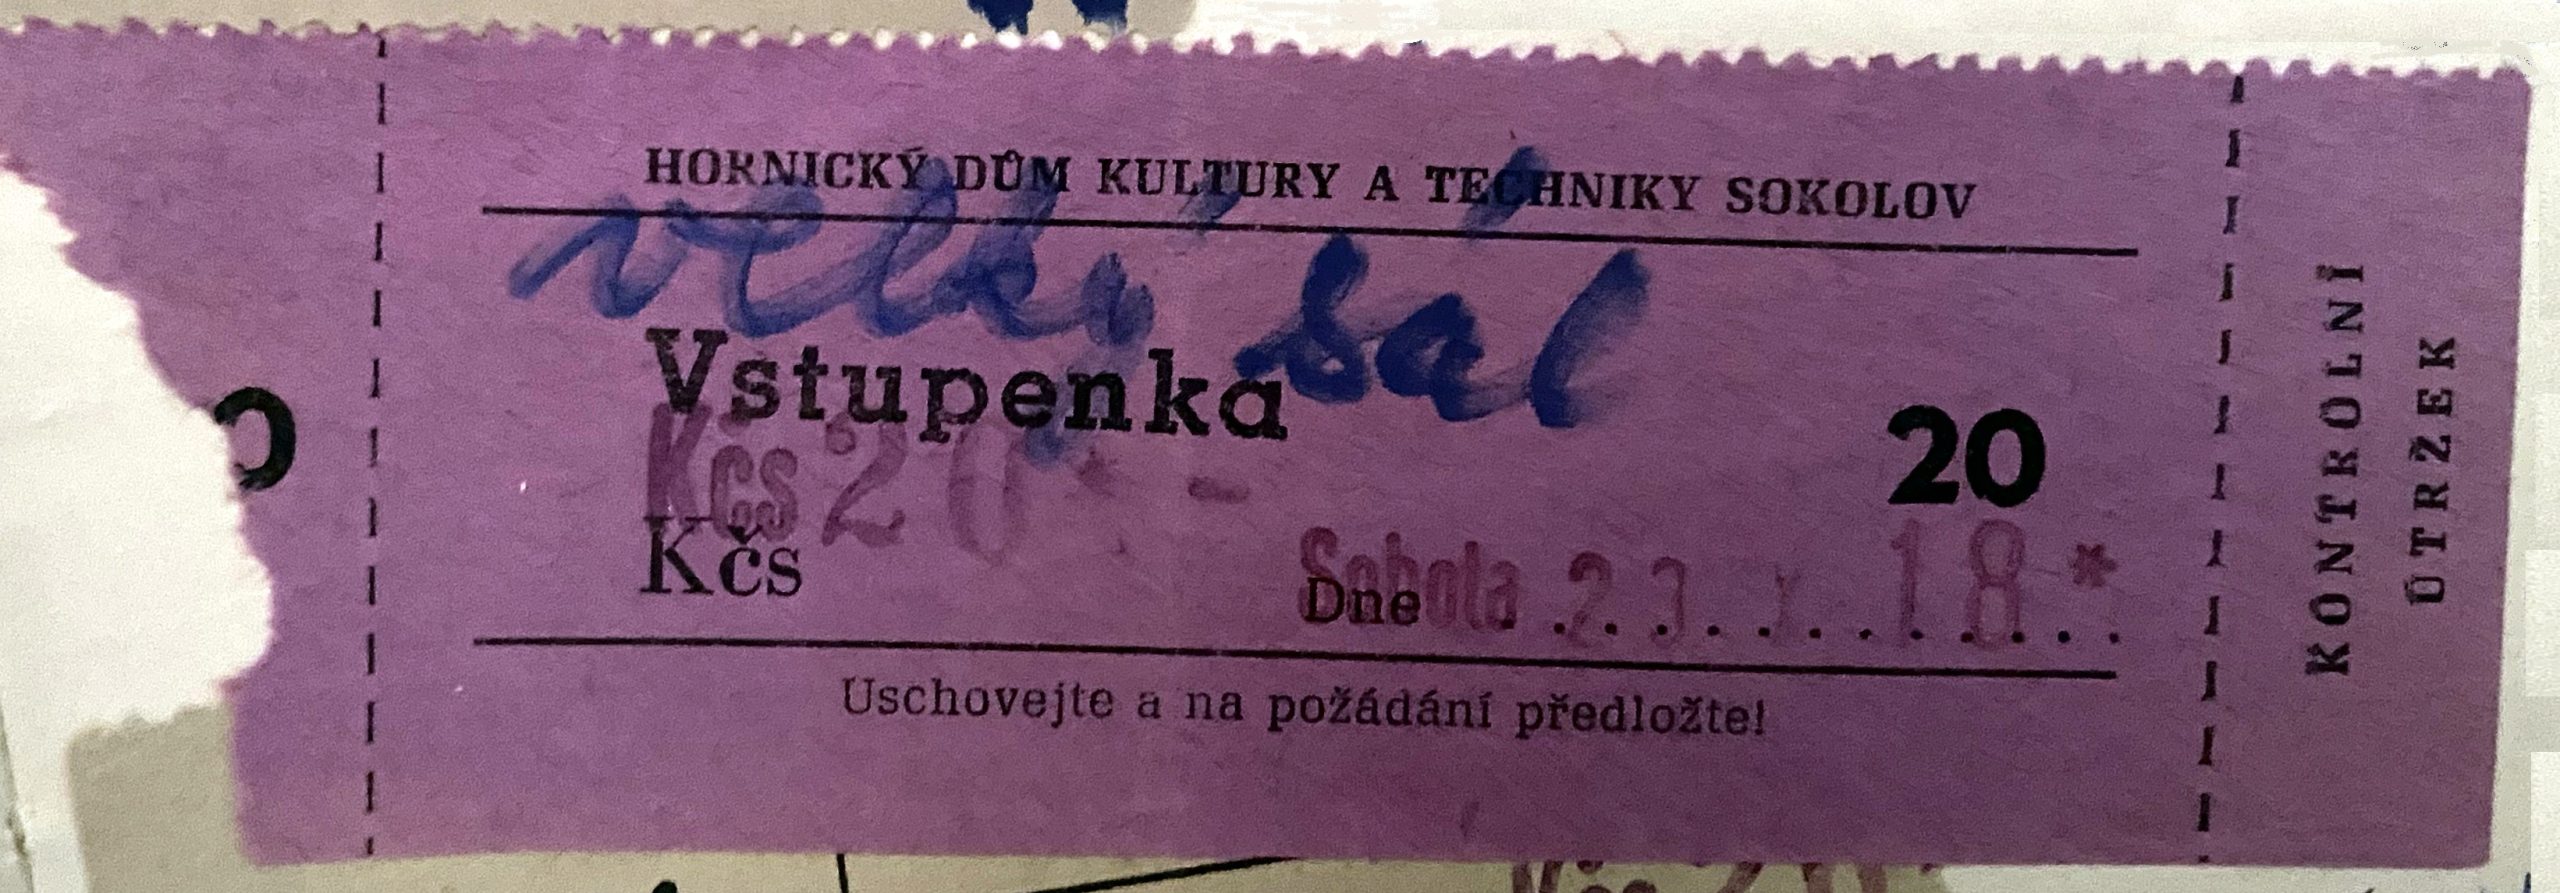 HORNICKÝ DŮM KULTURY A TECHNIKY SOKOLOV
velký sál
Vstupenka
Kčs 20.-
20
Kčs
Dne Sobota 23 18
Uschovejte a na požádání předložte!
KONTROLNÍ
ÚTRŽEK